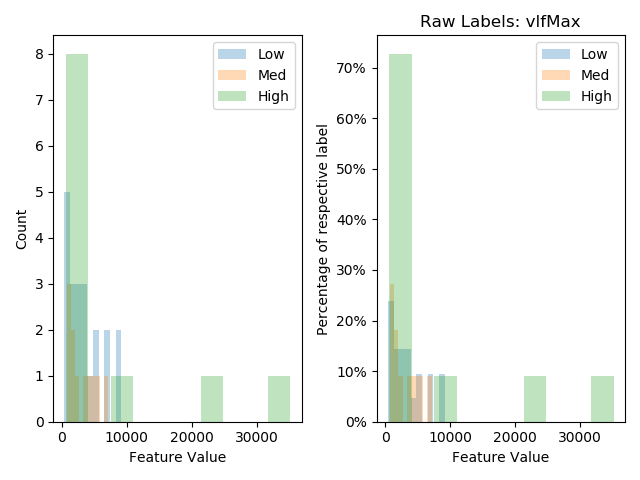 8
7
6
5
4
3
2
1
0
Count
0
10000
20000
30000
Feature Value
Low
Med
High
Raw Labels: vlfMax
70%
60%
50%
40%
30%
20%
10%
0%
Percentage of respective label
0
10000
20000
30000
Feature Value
Low
Med
High